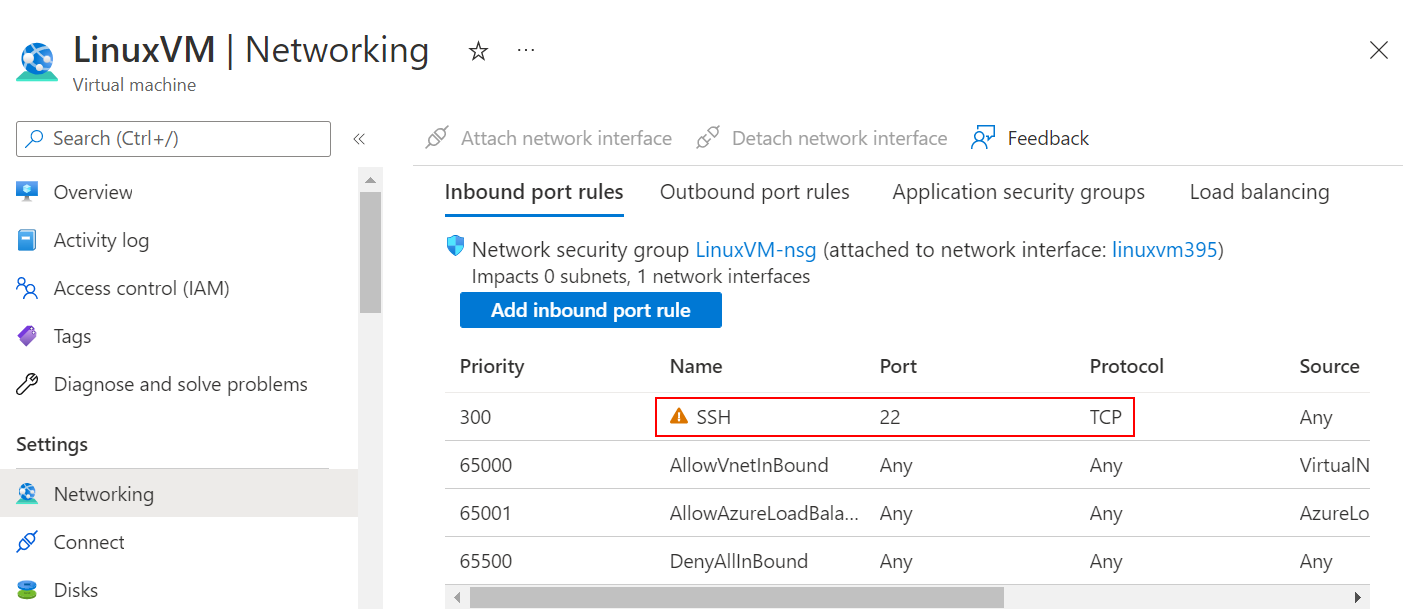 LinuxVM | Networking
Virtual machine
Search (Ctrl+/)
Overview
Activity log
Access control (IAM)
Tags
Diagnose and solve problems
Settings
Networking
Connect
Disks
Attach network interface Detach network interface Feedback
Inbound port rules Outbound port rules Application security groups Load balancing
Network security group LinuxVM-nsg (attached to network interface: linuxvm395)
Impacts 0 subnets, 1 network interfaces
Add inbound port rule
Priority Name Port Protocol Source
300 SSH 22 TCP Any
65000 AllowVnetInBound Any Any VirtualN
65001 AllowAzureLoadBala... Any Any AzureLo
65500 DenyAllInBound Any Any Any